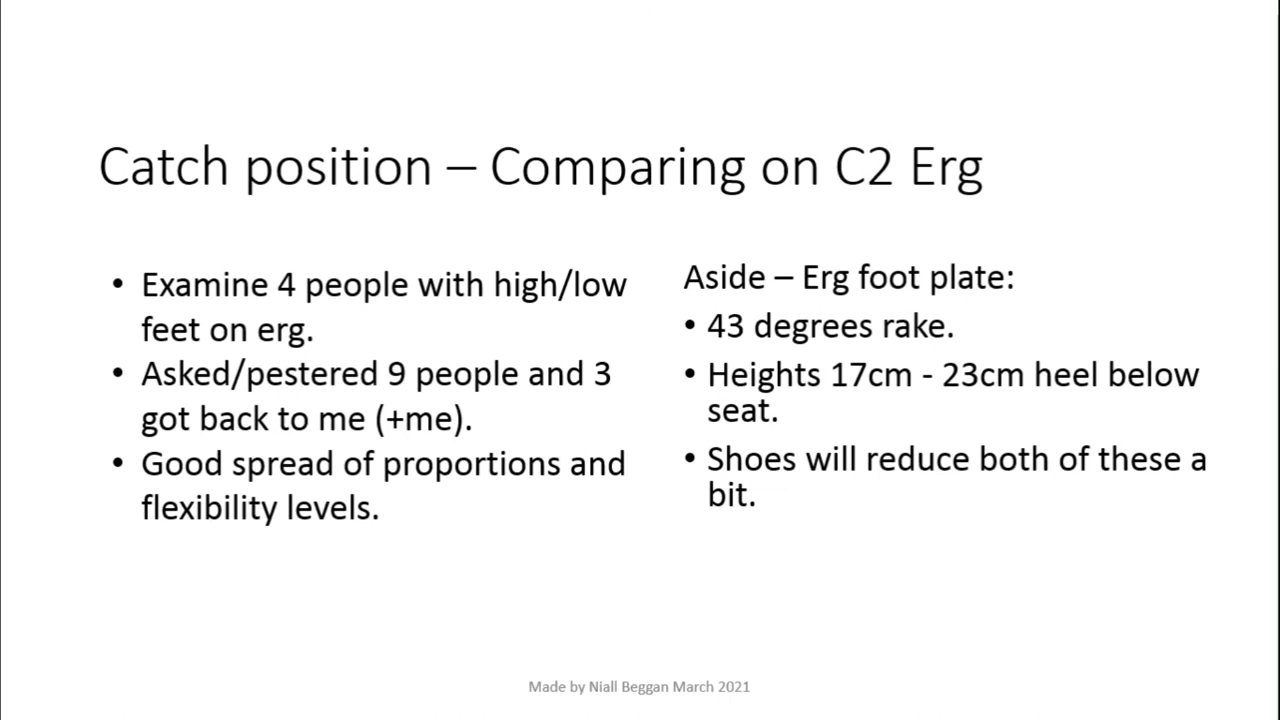 Catch position – Comparing on C2 Erg
• Examine 4 people with high/low
feet on erg.
• Asked/pestered 9 people and 3
got back to me (+me).
• Good spread of proportions and
flexibility levels.
Aside – Erg foot plate:
• 43 degrees rake.
• Heights 17cm - 23cm heel below
seat.
• Shoes will reduce both of these a
bit.
Made by Niall Beggan March 2021